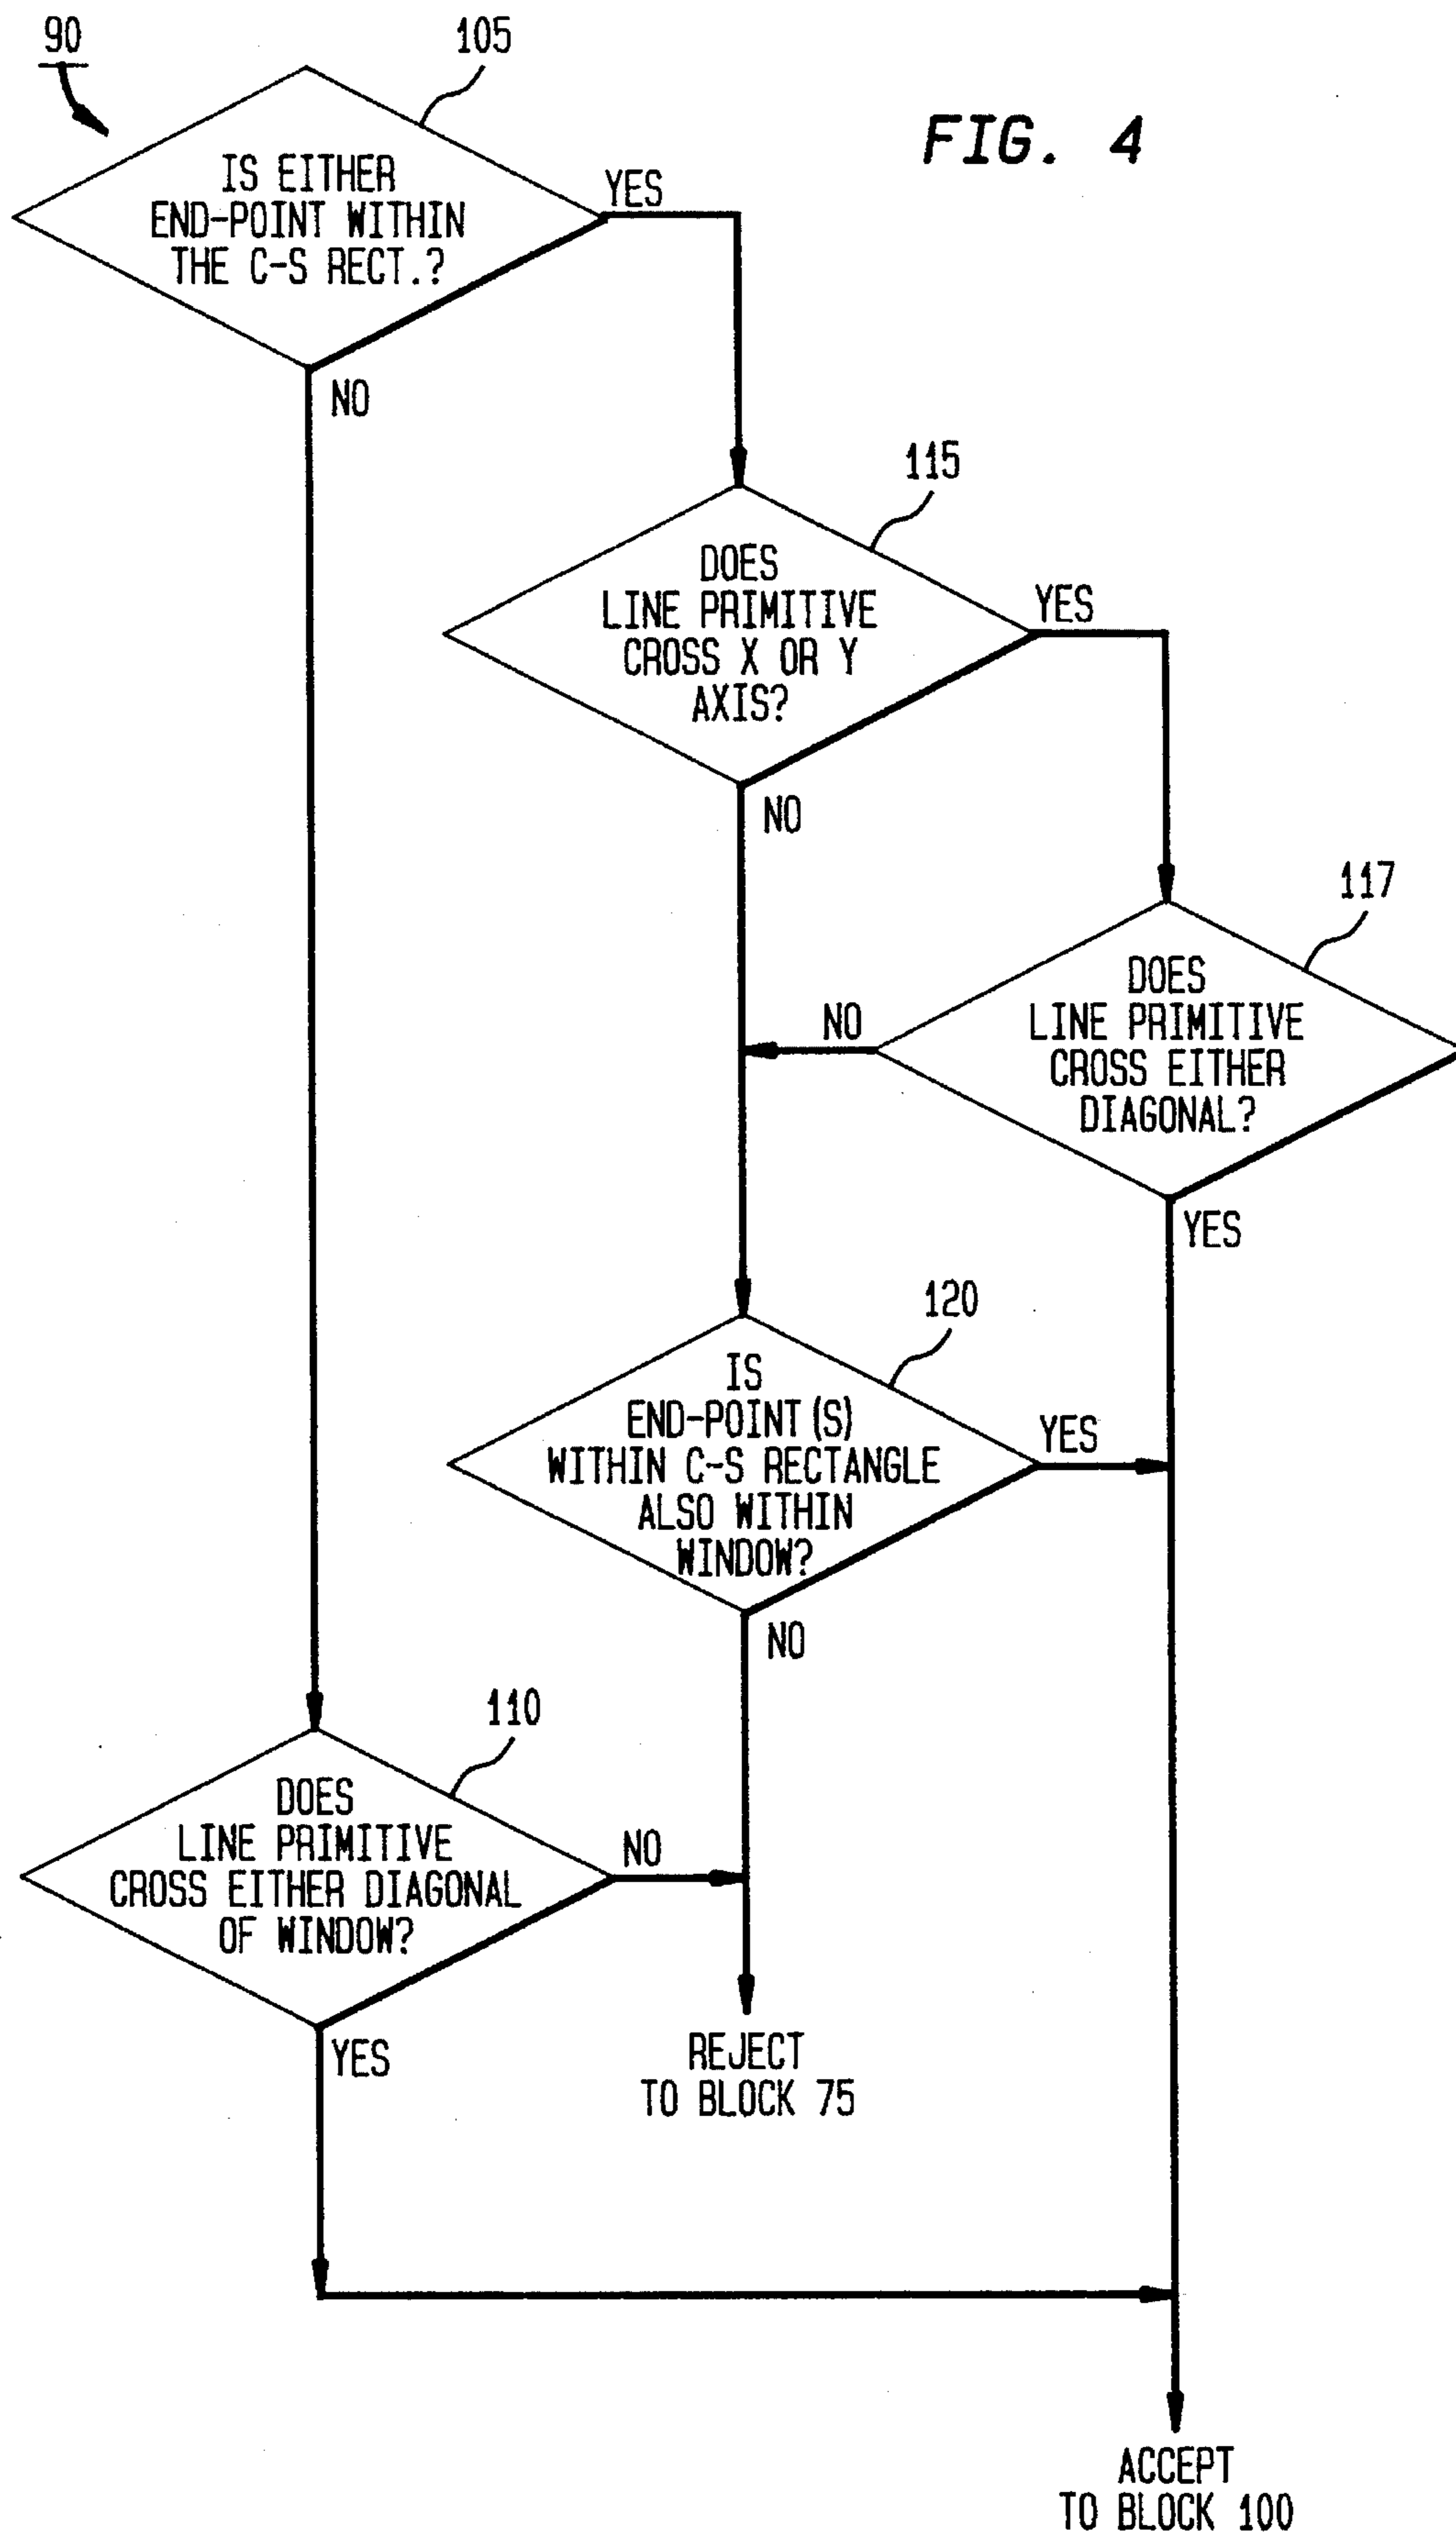 90
105
FIG. 4
IS EITHER
END-POINT WITHIN
THE C-S RECT.?
YES
NO
115
DOES
LINE PRIMITIVE
CROSS X OR Y
AXIS?
YES
NO
117
DOES
LINE PRIMITIVE
CROSS EITHER
DIAGONAL?
NO
YES
120
IS
END-POINT(S)
WITHIN C-S RECTANGLE
ALSO WITHIN
WINDOW?
YES
NO
110
DOES
LINE PRIMITIVE
CROSS EITHER DIAGONAL
OF WINDOW?
NO
YES
REJECT
TO BLOCK 75
ACCEPT
TO BLOCK 100